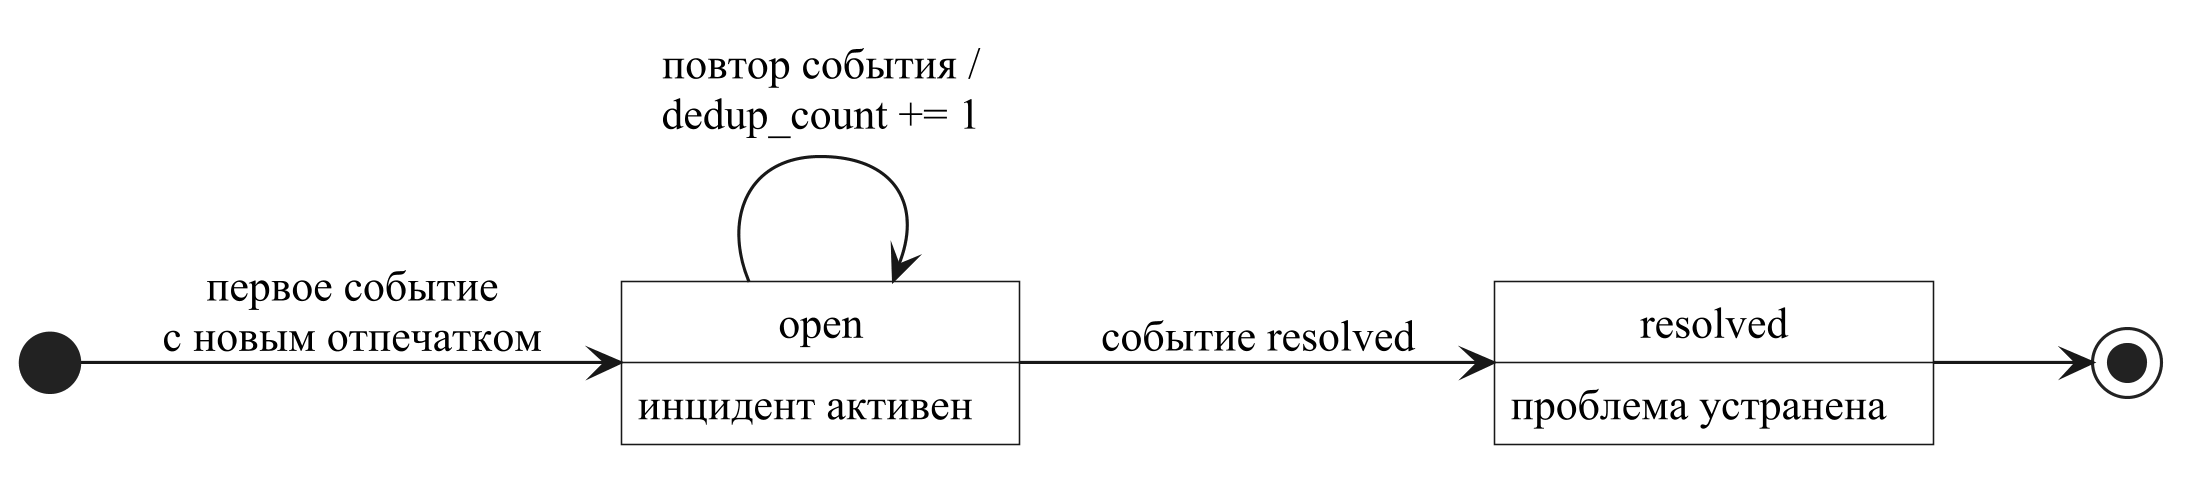 повтор события /
dedup_count += 1
первое событие
с новым отпечатком
open
инцидент активен
событие resolved
resolved
проблема устранена